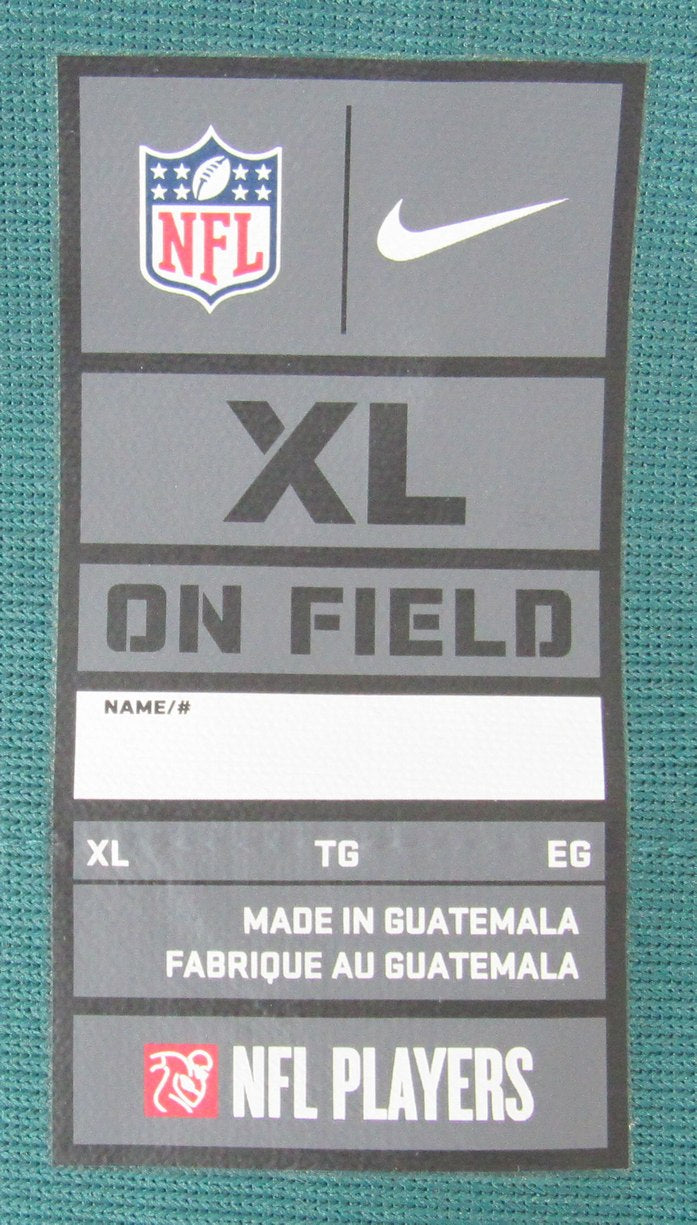 NFL
XL
ON FIELD
NAME/#
XL TG EG
MADE IN GUATEMALA
FABRIQUE AU GUATEMALA
NFL PLAYERS